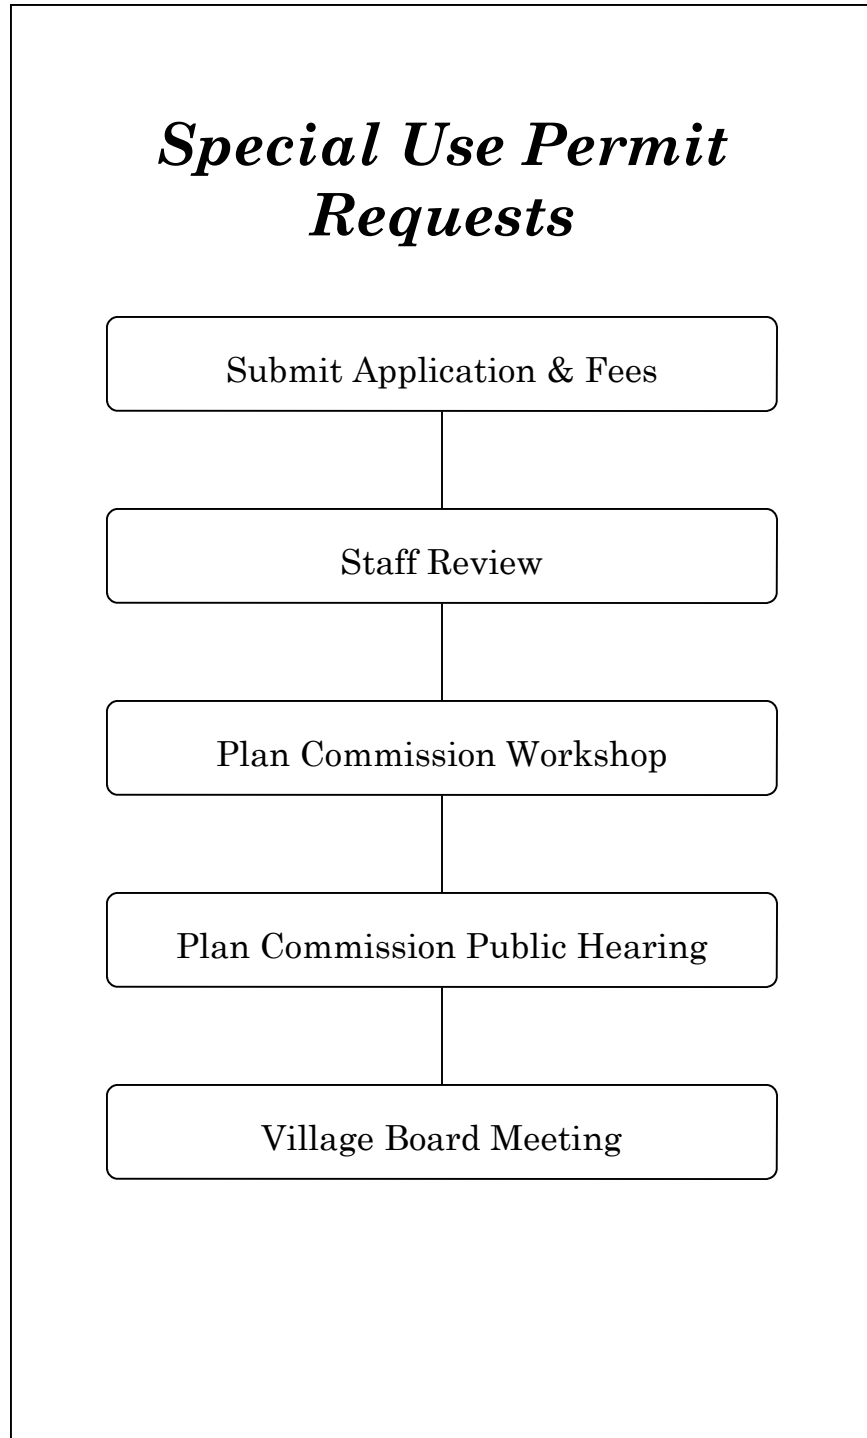 Special Use Permit
Requests
Submit Application & Fees
Staff Review
Plan Commission Workshop
Plan Commission Public Hearing
Village Board Meeting